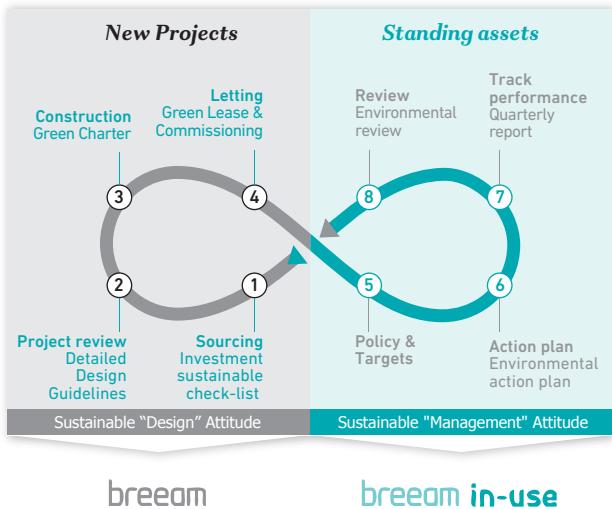 New Projects
Construction
Green Charter
Letting
Green Lease &
Commissioning
3
4
2
1
Project review
Detailed
Design
Guidelines
Sourcing
Investment
sustainable
check-list
Sustainable “Design” Attitude
breeam
Standing assets
Review
Environmental
review
Track
performance
Quarterly
report
8
7
5
6
Policy &
Targets
Action plan
Environmental
action plan
Sustainable "Management" Attitude
breeam in-use